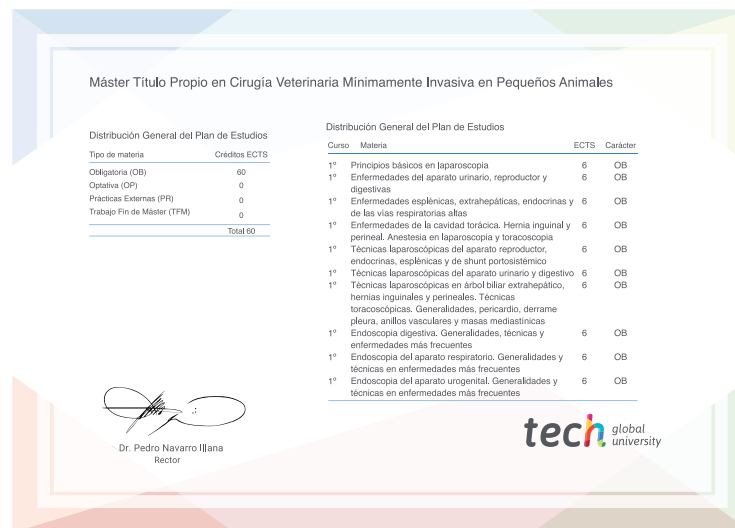 Máster Título Propio en Cirugía Veterinaria Mínimamente Invasiva en Pequeños Animales
Distribución General del Plan de Estudios
Tipo de materia Créditos ECTS
Obligatoria (OB) 60
Optativa (OP) 0
Prácticas Externas (PR) 0
Trabajo Fin de Máster (TFM) 0
Total 60
Distribución General del Plan de Estudios
Curso Materia ECTS Carácter
1º Principios básicos en laparoscopia 6 OB
1º Enfermedades del aparato urinario, reproductor y 6 OB
digestivas
1º Enfermedades esplénicas, extrahepáticas, endocrinas y 6 OB
de las vías respiratorias altas
1º Enfermedades de la cavidad torácica. Hernia inguinal y 6 OB
perineal. Anestesia en laparoscopia y toracoscopia
1º Técnicas laparoscópicas del aparato reproductor, 6 OB
endocrinas, esplénicas y de shunt portosistémico
1º Técnicas laparoscópicas del aparato urinario y digestivo 6 OB
1º Técnicas laparoscópicas en árbol biliar extrahepático, 6 OB
hernias inguinales y perineales. Técnicas
toracoscópicas. Generalidades, pericardio, derrame
pleura, anillos vasculares y masas mediastínicas
1º Endoscopia digestiva. Generalidades, técnicas y 6 OB
enfermedades más frecuentes
1º Endoscopia del aparato respiratorio. Generalidades y 6 OB
técnicas en enfermedades más frecuentes
1º Endoscopia del aparato urogenital. Generalidades y 6 OB
técnicas en enfermedades más frecuentes
Dr. Pedro Navarro Illana
Rector
tech global
university